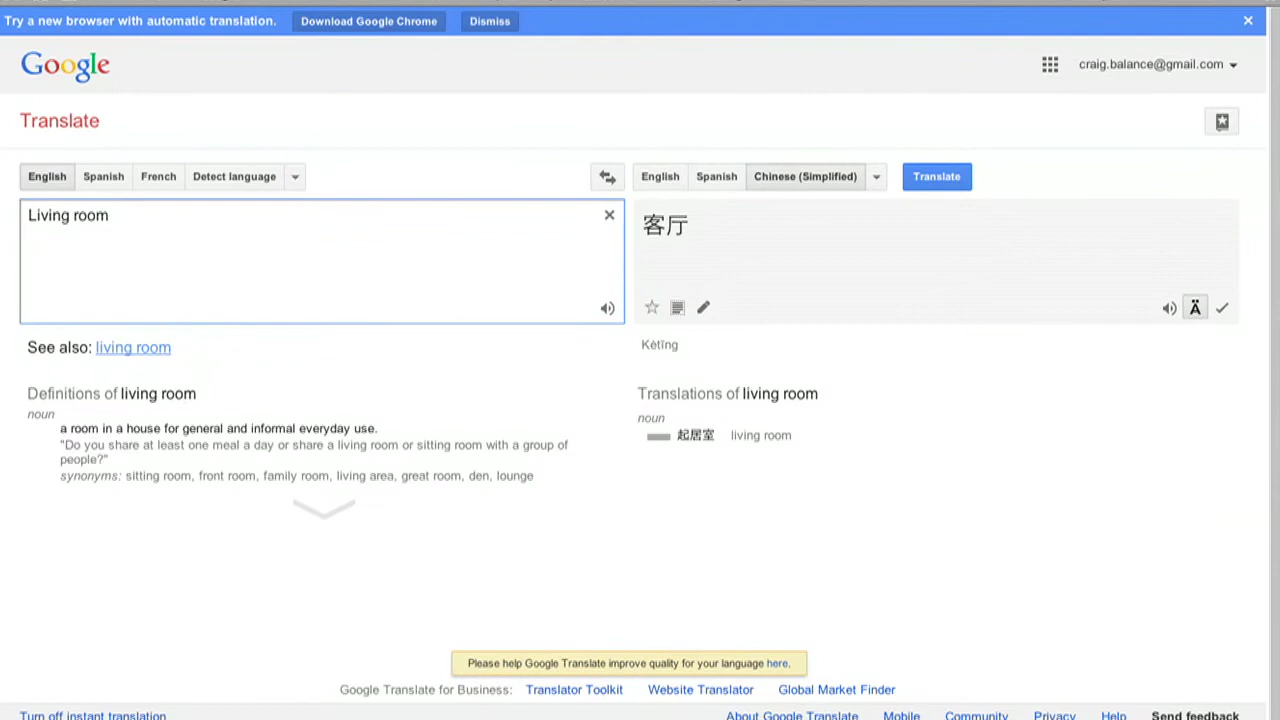 Try a new browser with automatic translation. Download Google Chrome Dismiss
Google
craig.balance@gmail.com
Translate
English Spanish French Detect language English Spanish Chinese (Simplified) Translate
Living room
客厅
Ä
See also: living room
Kètīng
Definitions of living room
noun
a room in a house for general and informal everyday use.
"Do you share at least one meal a day or share a living room or sitting room with a group of
people?"
synonyms: sitting room, front room, family room, living area, great room, den, lounge
Translations of living room
noun
起居室 living room
Please help Google Translate improve quality for your language here.
Google Translate for Business: Translator Toolkit Website Translator Global Market Finder
Turn off instant translation About Google Translate Mobile Community Privacy Help Send feedback